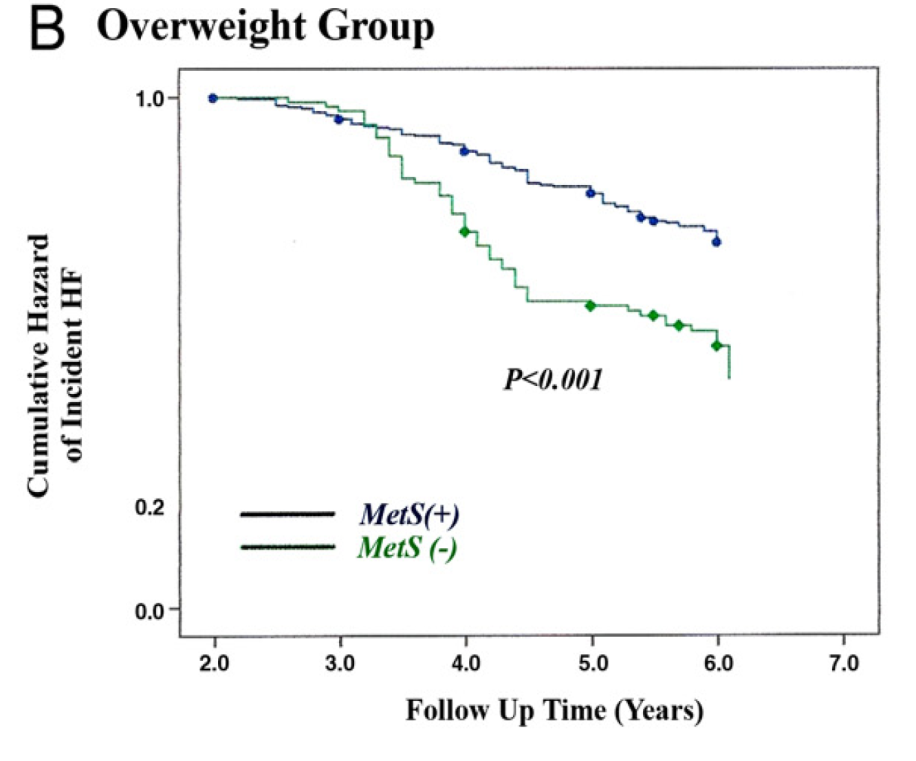 B Overweight Group
1.0
Cumulative Hazard
of Incident HF
P<0.001
0.2
MetS(+)
MetS (-)
0.0
2.0 3.0 4.0 5.0 6.0 7.0
Follow Up Time (Years)